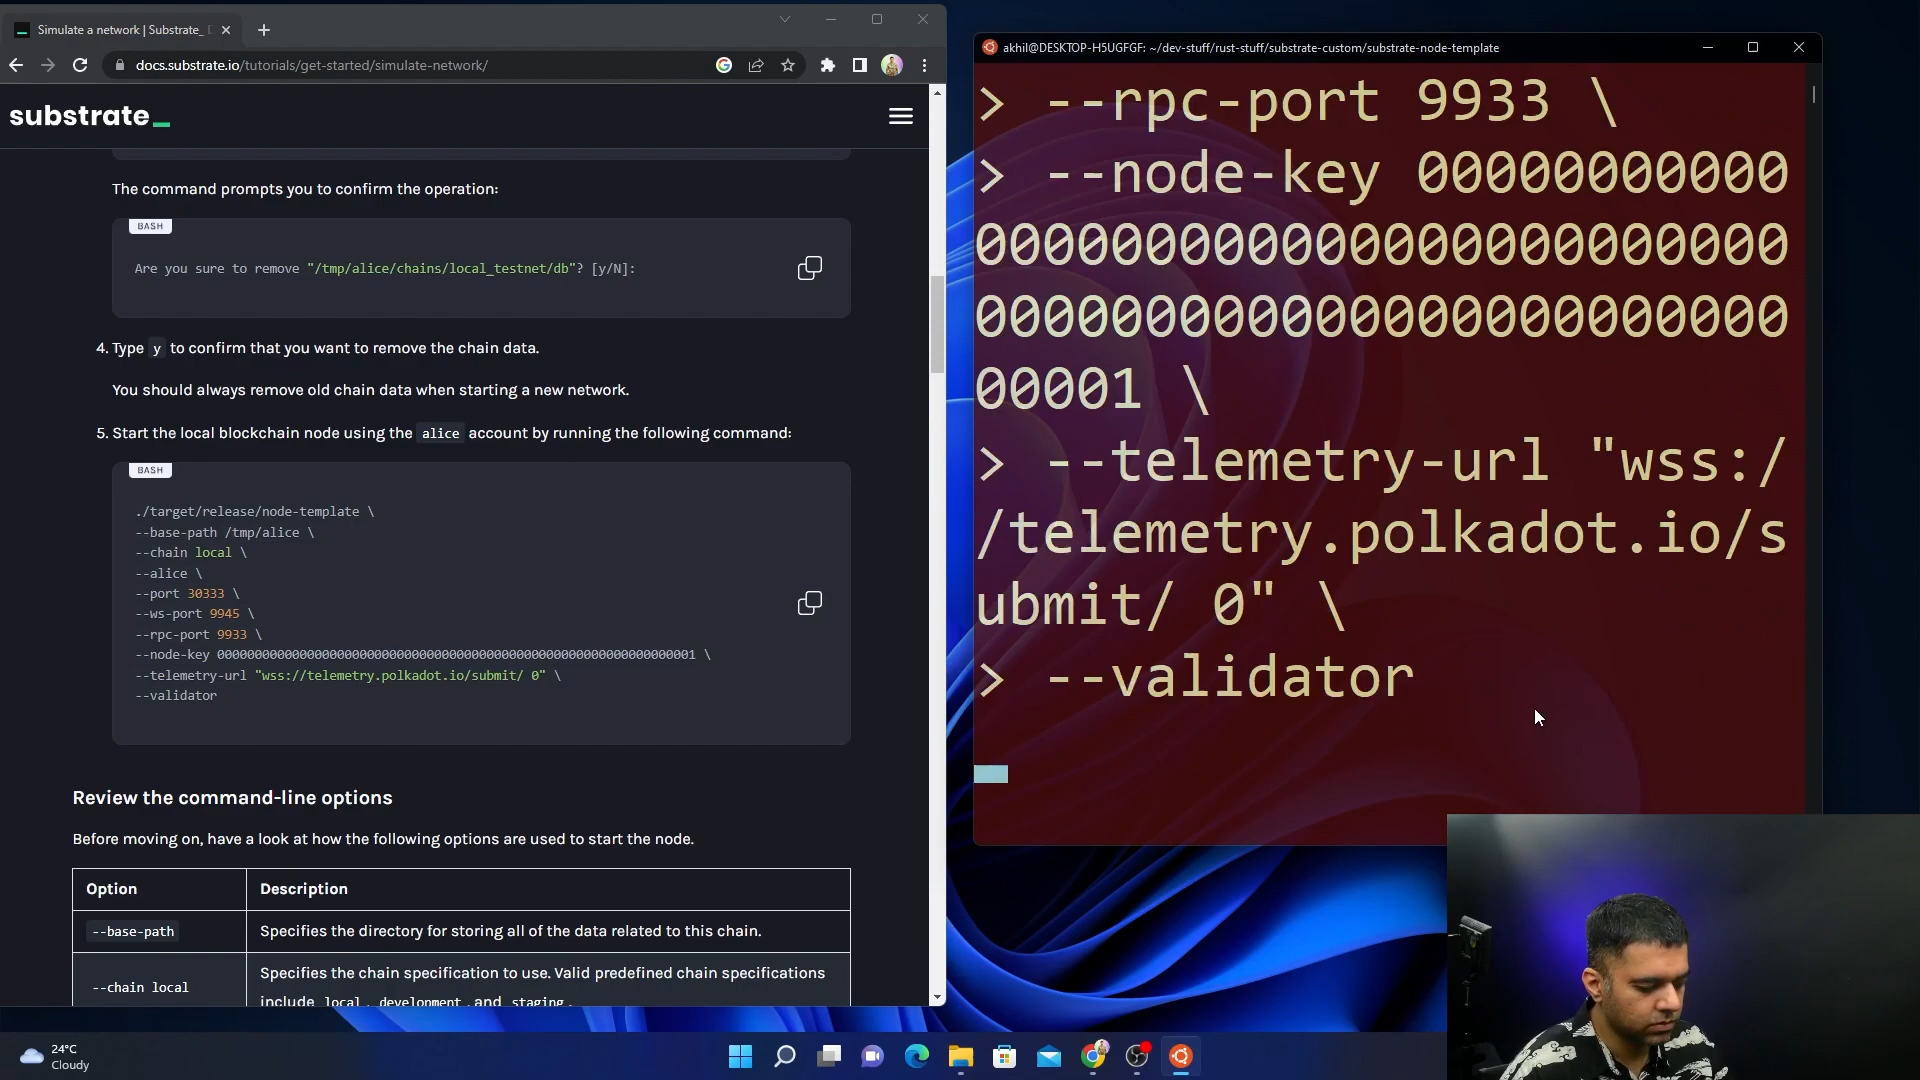 Simulate a network | Substrate_
docs.substrate.io/tutorials/get-started/simulate-network/
substrate_
The command prompts you to confirm the operation:
BASH
Are you sure to remove "/tmp/alice/chains/local_testnet/db"? [y/N]:
4. Type y to confirm that you want to remove the chain data.
You should always remove old chain data when starting a new network.
5. Start the local blockchain node using the alice account by running the following command:
BASH
./target/release/node-template \
--base-path /tmp/alice \
--chain local \
--alice \
--port 30333 \
--ws-port 9945 \
--rpc-port 9933 \
--node-key 0000000000000000000000000000000000000000000000000000000000000001 \
--telemetry-url "wss://telemetry.polkadot.io/submit/ 0" \
--validator
Review the command-line options
Before moving on, have a look at how the following options are used to start the node.
Option Description
--base-path Specifies the directory for storing all of the data related to this chain.
--chain local Specifies the chain specification to use. Valid predefined chain specifications
include local, development, and staging.
akhil@DESKTOP-H5UGFGF: ~/dev-stuff/rust-stuff/substrate-custom/substrate-node-template
> --rpc-port 9933 \
> --node-key 00000000000
000000000000000000000000
000000000000000000000000
00001 \
> --telemetry-url "wss:/
/telemetry.polkadot.io/s
ubmit/ 0" \
> --validator
24°C
Cloudy